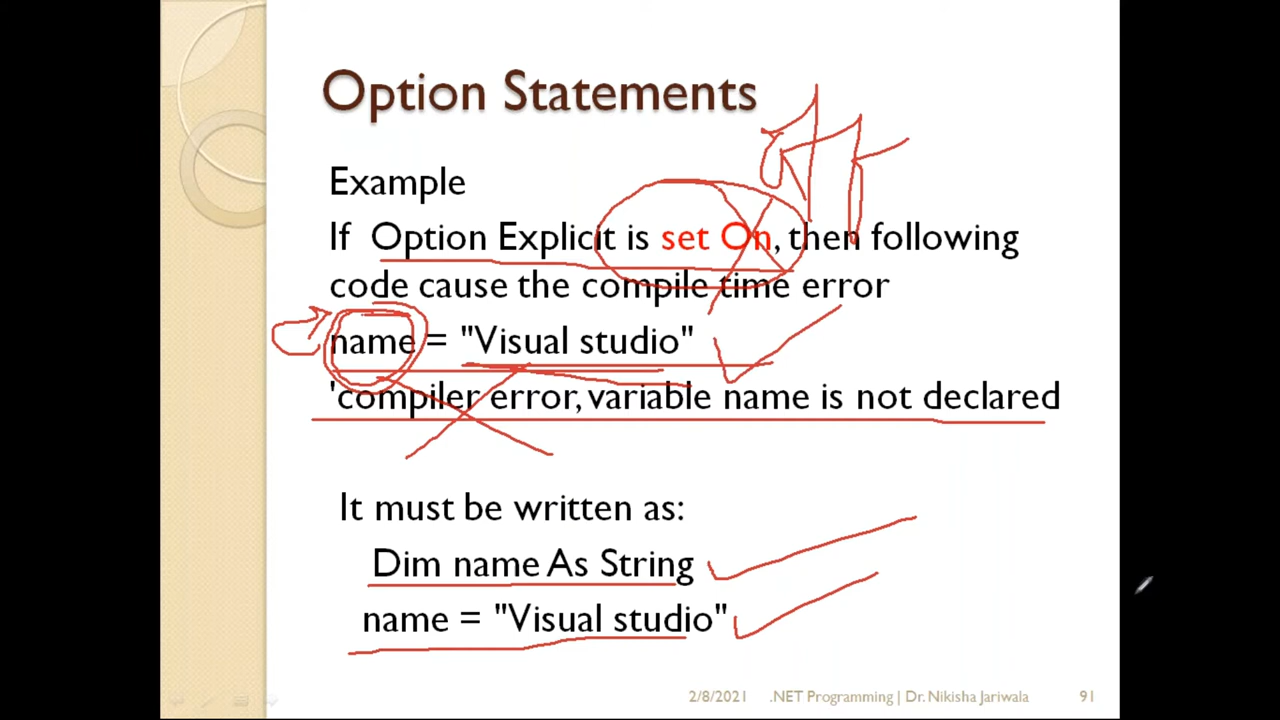 Option Statements
off
Example
If Option Explicit is set On, then following
code cause the compile time error
name = "Visual studio"
'compiler error, variable name is not declared
It must be written as:
Dim name As String
name = "Visual studio"
2/8/2021 .NET Programming | Dr. Nikisha Jariwala 91